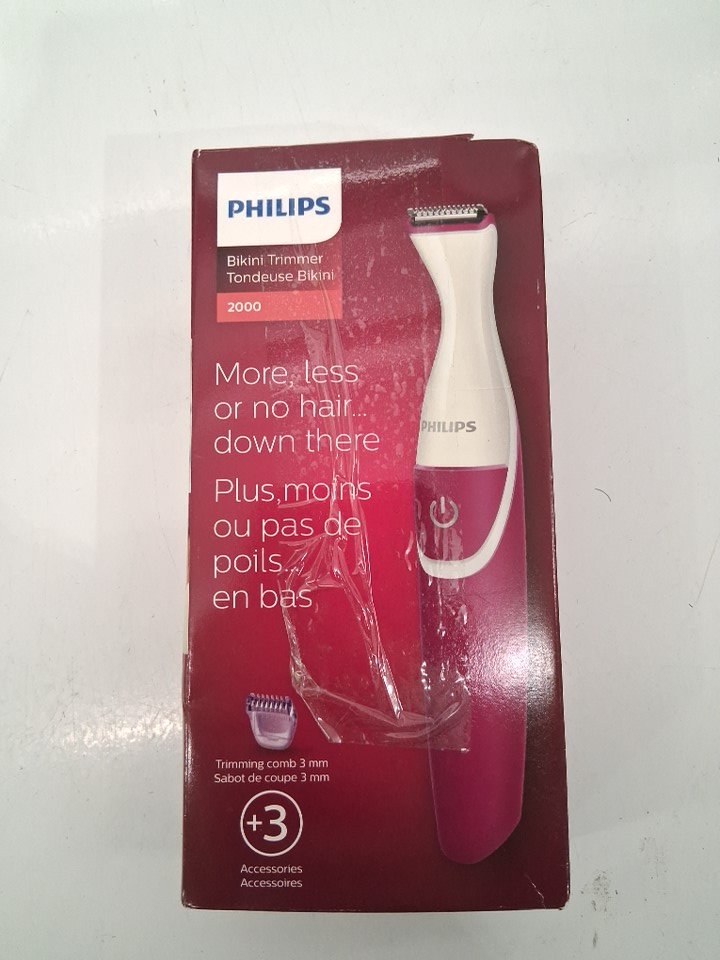 PHILIPS
Bikini Trimmer
Tondeuse Bikini
2000
More, less
or no hair...
down there
Plus, moins
ou pas de
poils...
en bas
PHILIPS
Trimming comb 3 mm
Sabot de coupe 3 mm
+3
Accessories
Accessoires